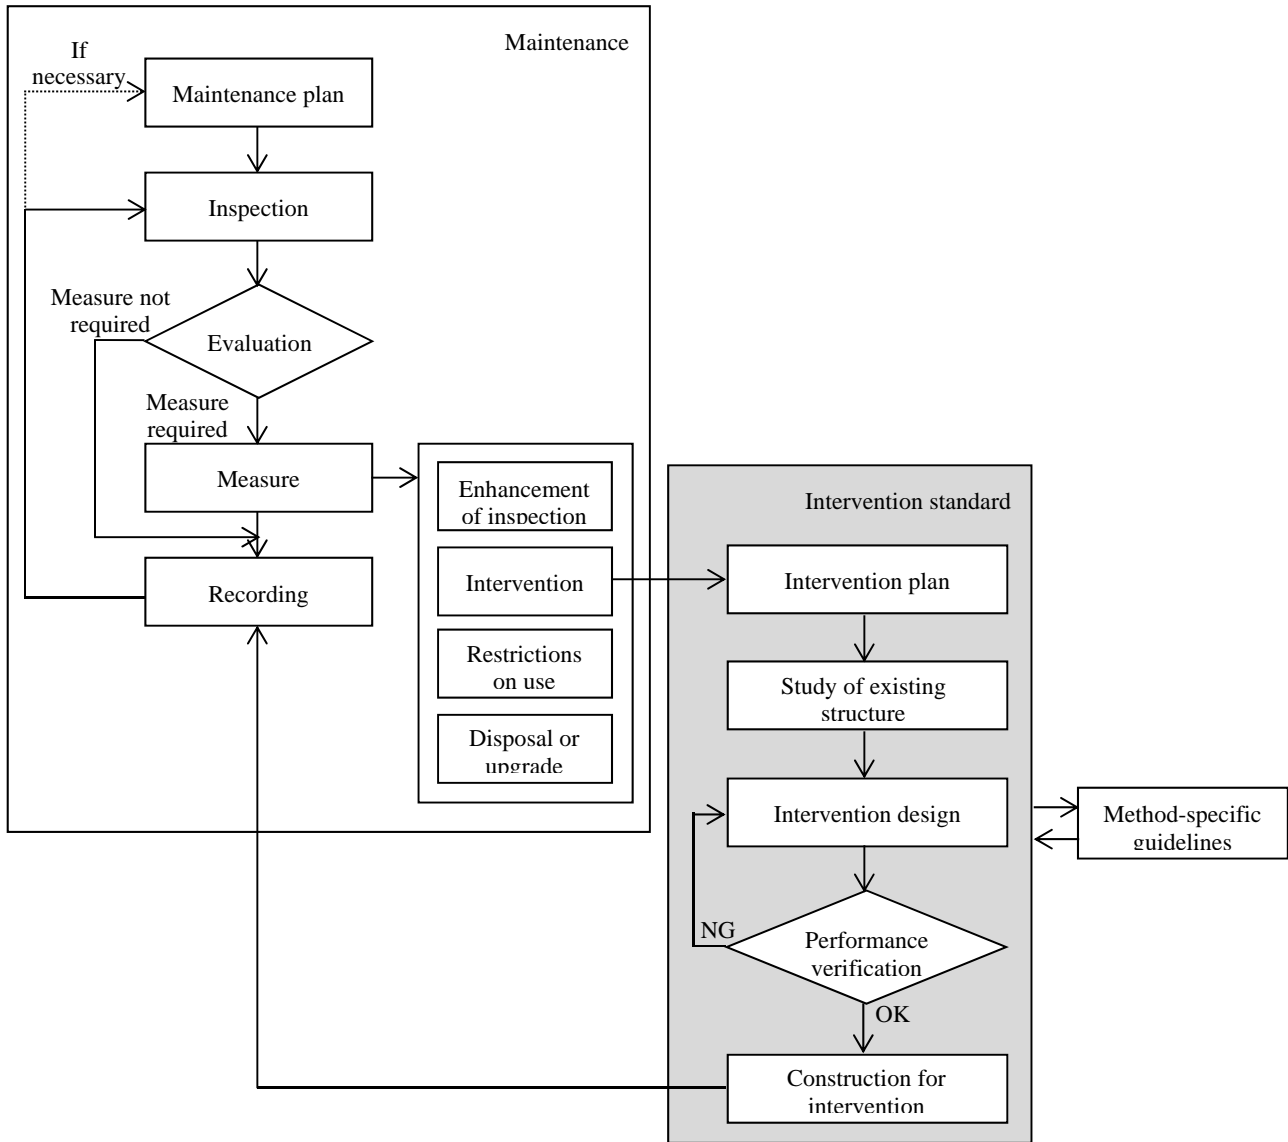 Maintenance
If
necessary
Maintenance plan
Inspection
Measure not
required
Evaluation
Measure
required
Measure
Recording
Enhancement
of inspection
Intervention
Restrictions
on use
Disposal or
upgrade
Intervention standard
Intervention plan
Study of existing
structure
Intervention design
Method-specific
guidelines
NG
Performance
verification
OK
Construction for
intervention